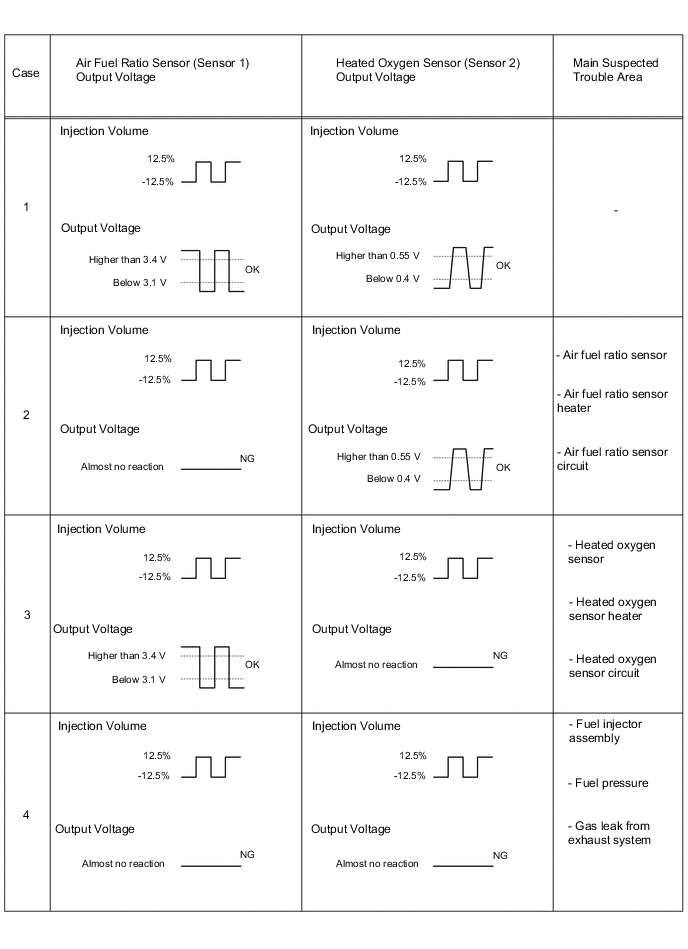 Case
Air Fuel Ratio Sensor (Sensor 1)
Output Voltage
Heated Oxygen Sensor (Sensor 2)
Output Voltage
Main Suspected
Trouble Area
1
Injection Volume
12.5%
-12.5%
Output Voltage
Higher than 3.4 V
Below 3.1 V
OK
Injection Volume
12.5%
-12.5%
Output Voltage
Higher than 0.55 V
Below 0.4 V
OK
-
2
Injection Volume
12.5%
-12.5%
Output Voltage
Almost no reaction
NG
Injection Volume
12.5%
-12.5%
Output Voltage
Higher than 0.55 V
Below 0.4 V
OK
- Air fuel ratio sensor
- Air fuel ratio sensor
heater
- Air fuel ratio sensor
circuit
3
Injection Volume
12.5%
-12.5%
Output Voltage
Higher than 3.4 V
Below 3.1 V
OK
Injection Volume
12.5%
-12.5%
Output Voltage
Almost no reaction
NG
- Heated oxygen
sensor
- Heated oxygen
sensor heater
- Heated oxygen
sensor circuit
4
Injection Volume
12.5%
-12.5%
Output Voltage
Almost no reaction
NG
Injection Volume
12.5%
-12.5%
Output Voltage
Almost no reaction
NG
- Fuel injector
assembly
- Fuel pressure
- Gas leak from
exhaust system